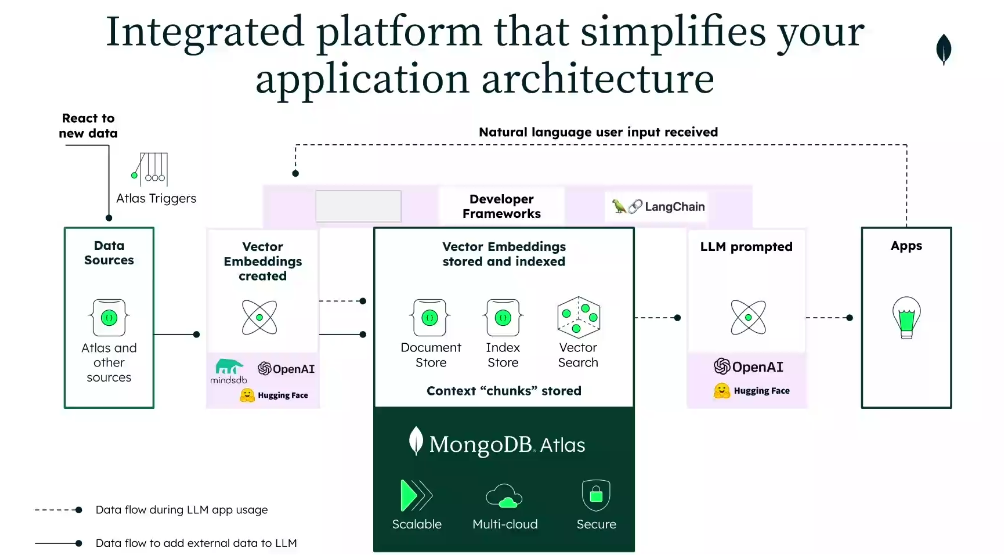 Integrated platform that simplifies your
application architecture
React to
new data
Atlas Triggers
Natural language user input received
Developer
Frameworks
LangChain
Data
Sources
Atlas and
other
sources
Vector
Embeddings
created
mindsdb
OpenAI
Hugging Face
Vector Embeddings
stored and indexed
Document
Store
Index
Store
Vector
Search
Context “chunks” stored
MongoDB. Atlas
Scalable
Multi-cloud
Secure
LLM prompted
OpenAI
Hugging Face
Apps
Data flow during LLM app usage
Data flow to add external data to LLM